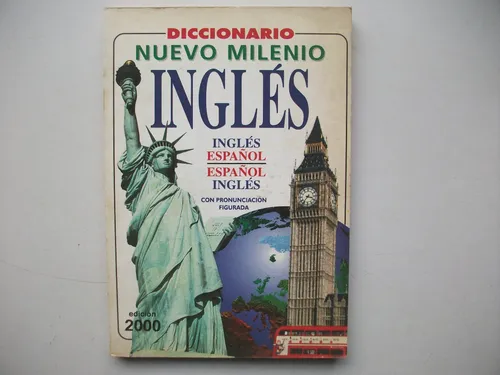 DICCIONARIO
NUEVO MILENIO
INGLÉS
INGLÉS
ESPAÑOL
ESPAÑOL
INGLÉS
CON PRONUNCIACIÓN
FIGURADA
edición
2000